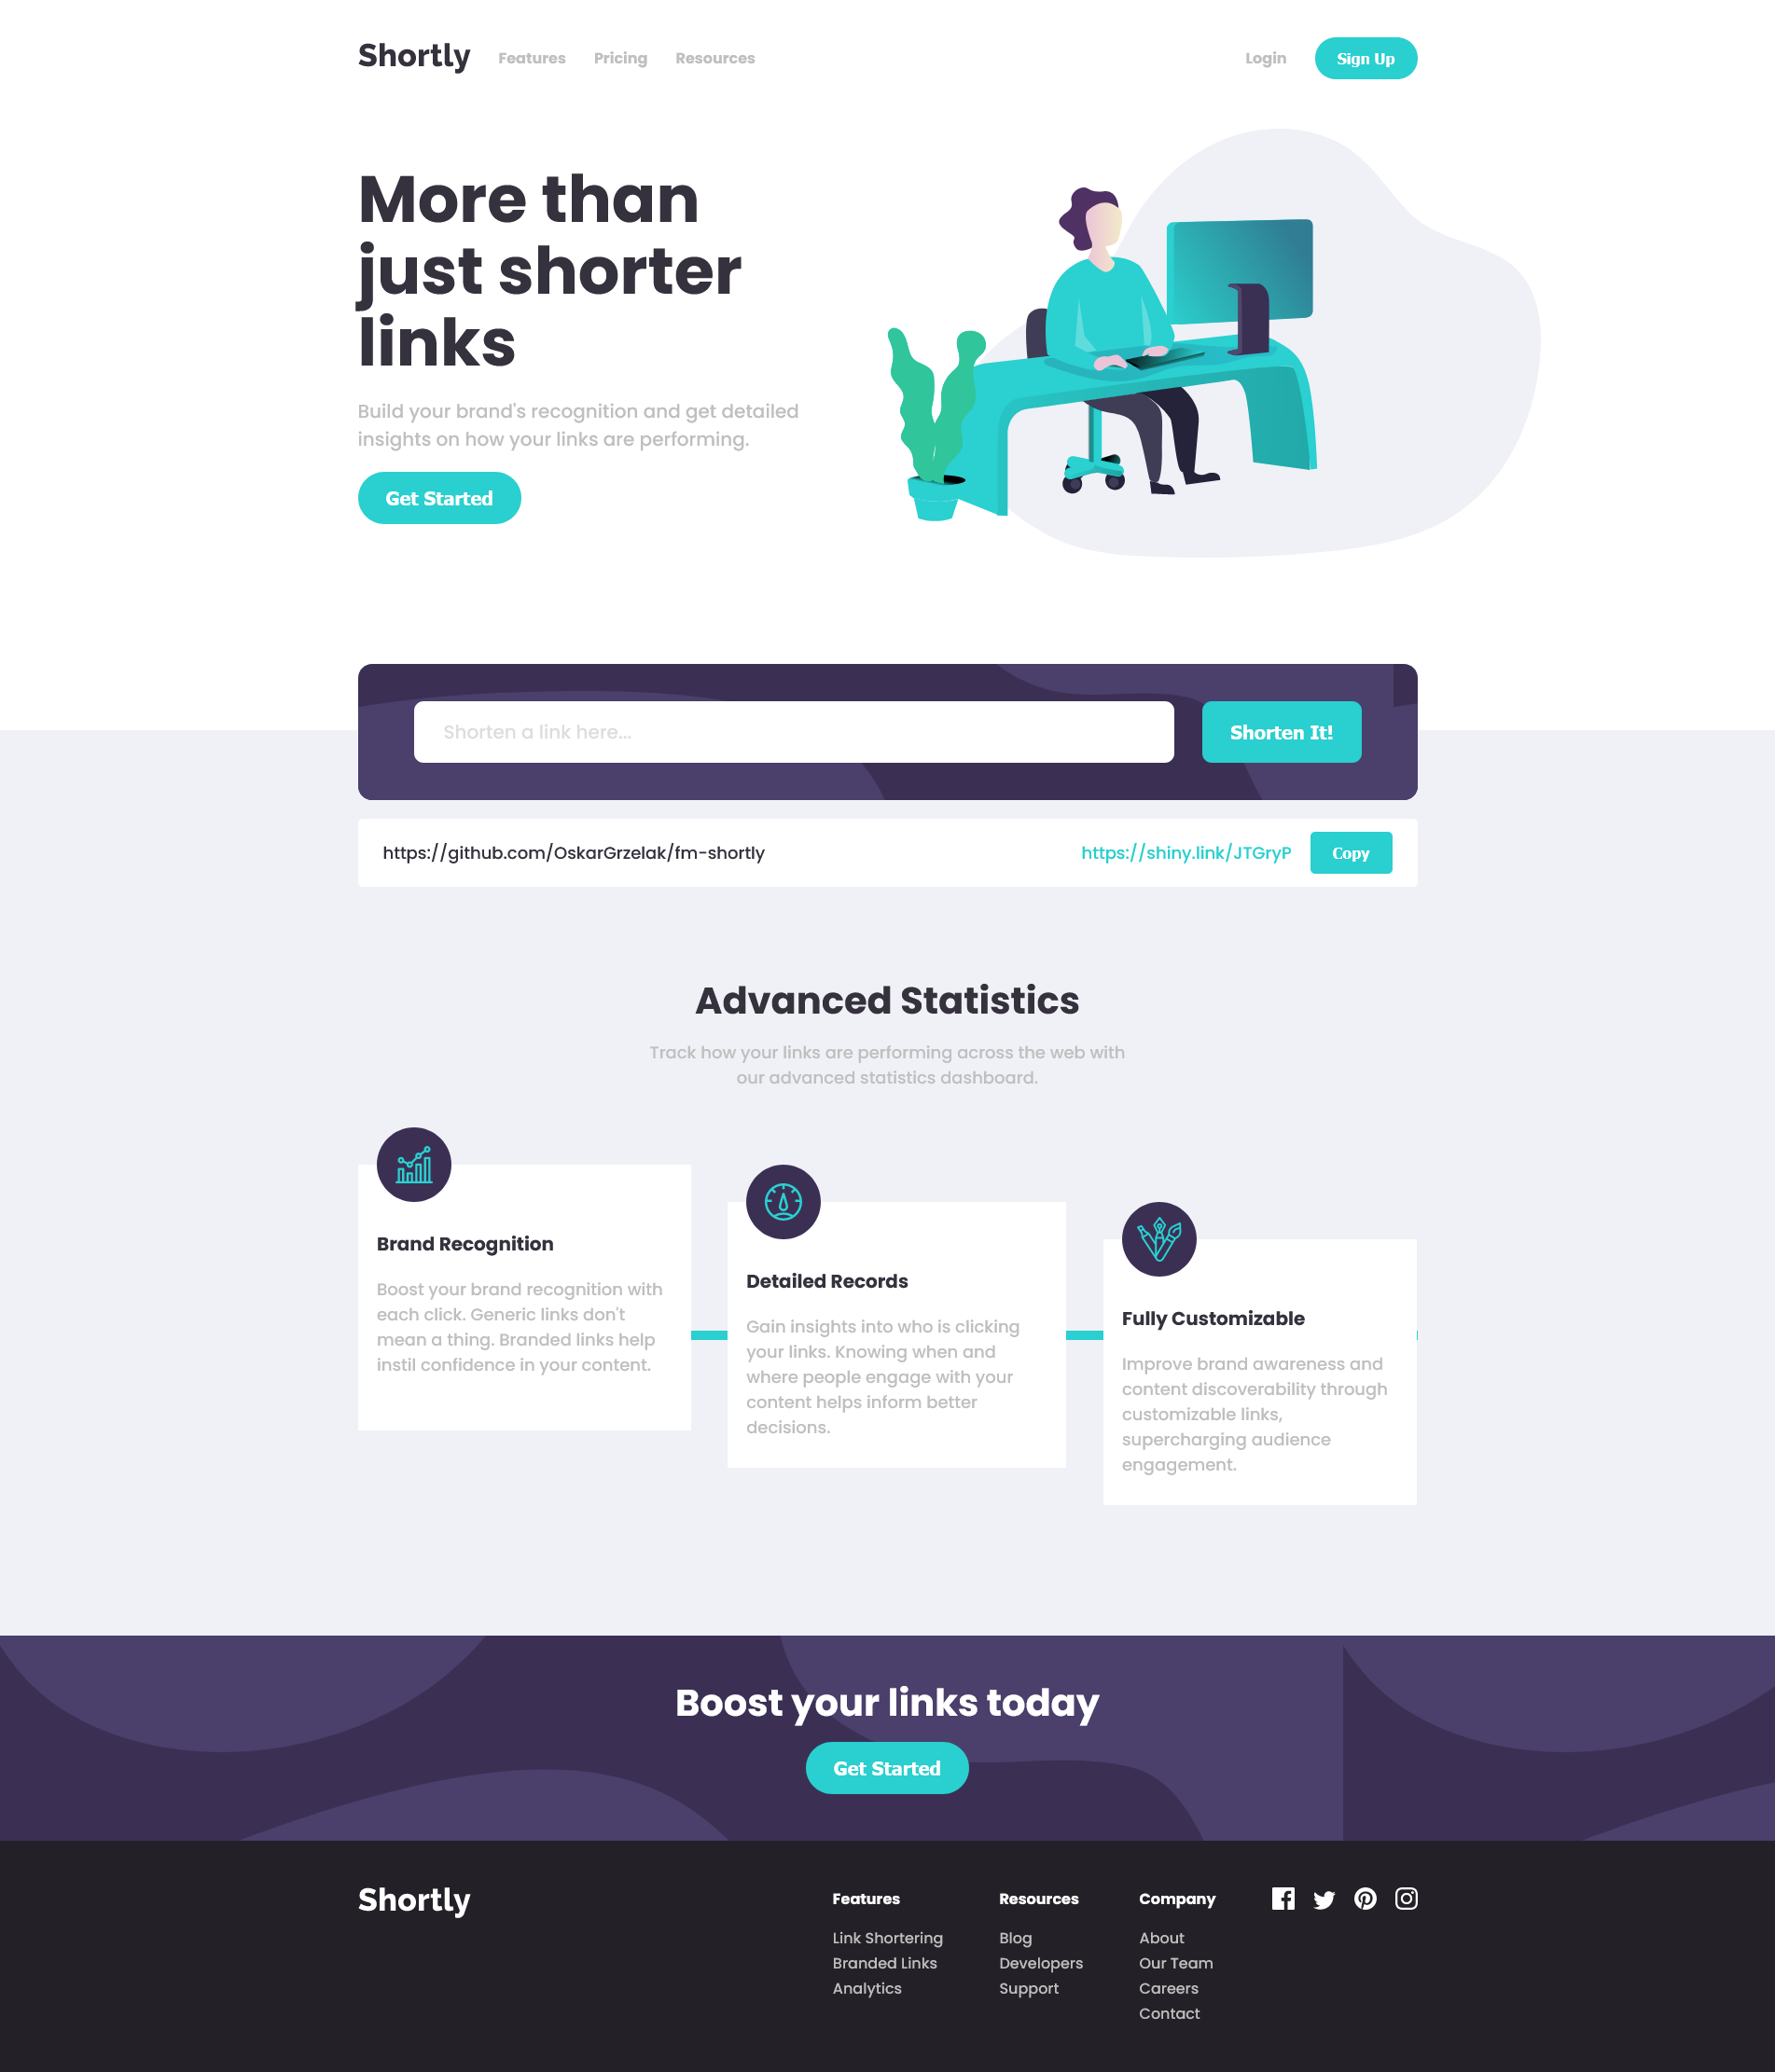 Shortly Features Pricing Resources Login Sign Up
More than
just shorter
links
Build your brand's recognition and get detailed
insights on how your links are performing.
Get Started
Shorten a link here...
Shorten It!
https://github.com/OskarGrzelak/fm-shortly
https://shiny.link/JTGryP
Copy
Advanced Statistics
Track how your links are performing across the web with
our advanced statistics dashboard.
Brand Recognition
Boost your brand recognition with
each click. Generic links don't
mean a thing. Branded links help
instil confidence in your content.
Detailed Records
Gain insights into who is clicking
your links. Knowing when and
where people engage with your
content helps inform better
decisions.
Fully Customizable
Improve brand awareness and
content discoverability through
customizable links,
supercharging audience
engagement.
Boost your links today
Get Started
Shortly
Features
Link Shortering
Branded Links
Analytics
Resources
Blog
Developers
Support
Company
About
Our Team
Careers
Contact